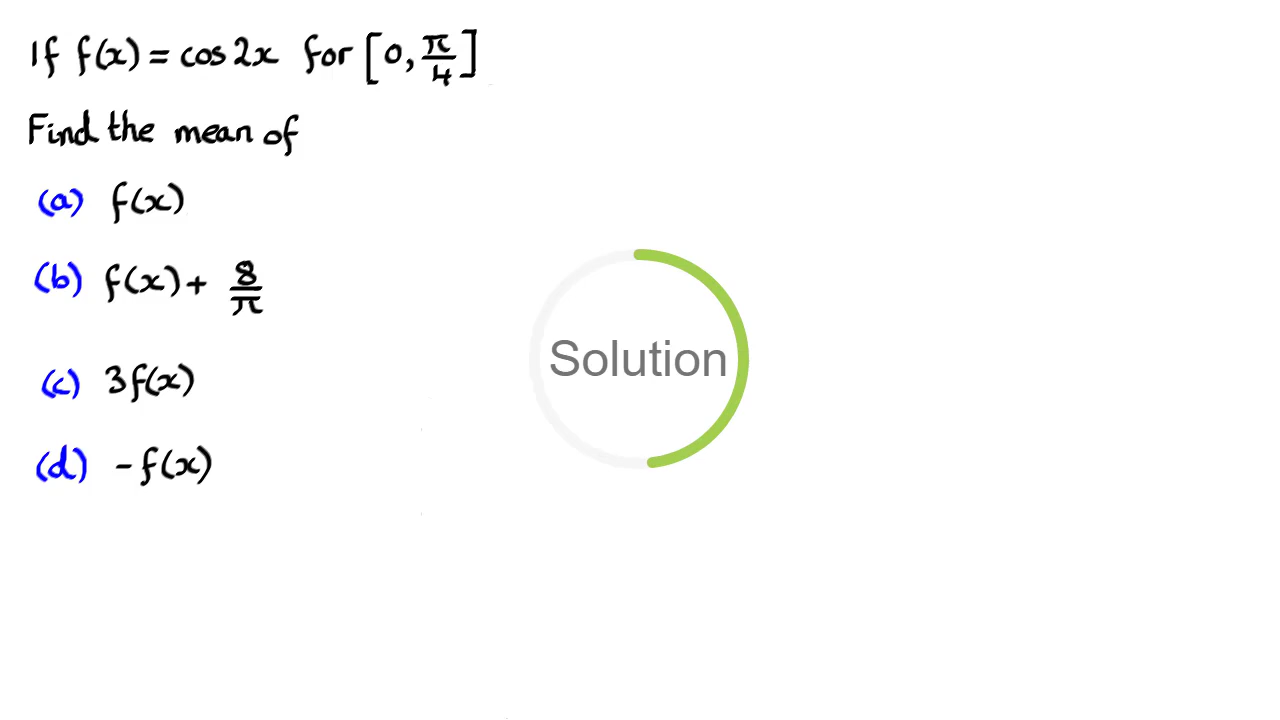 If f(x) = cos 2x for [0, π/4]
Find the mean of
(a) f(x)
(b) f(x) + 8/π
Solution
(c) 3f(x)
(d) -f(x)